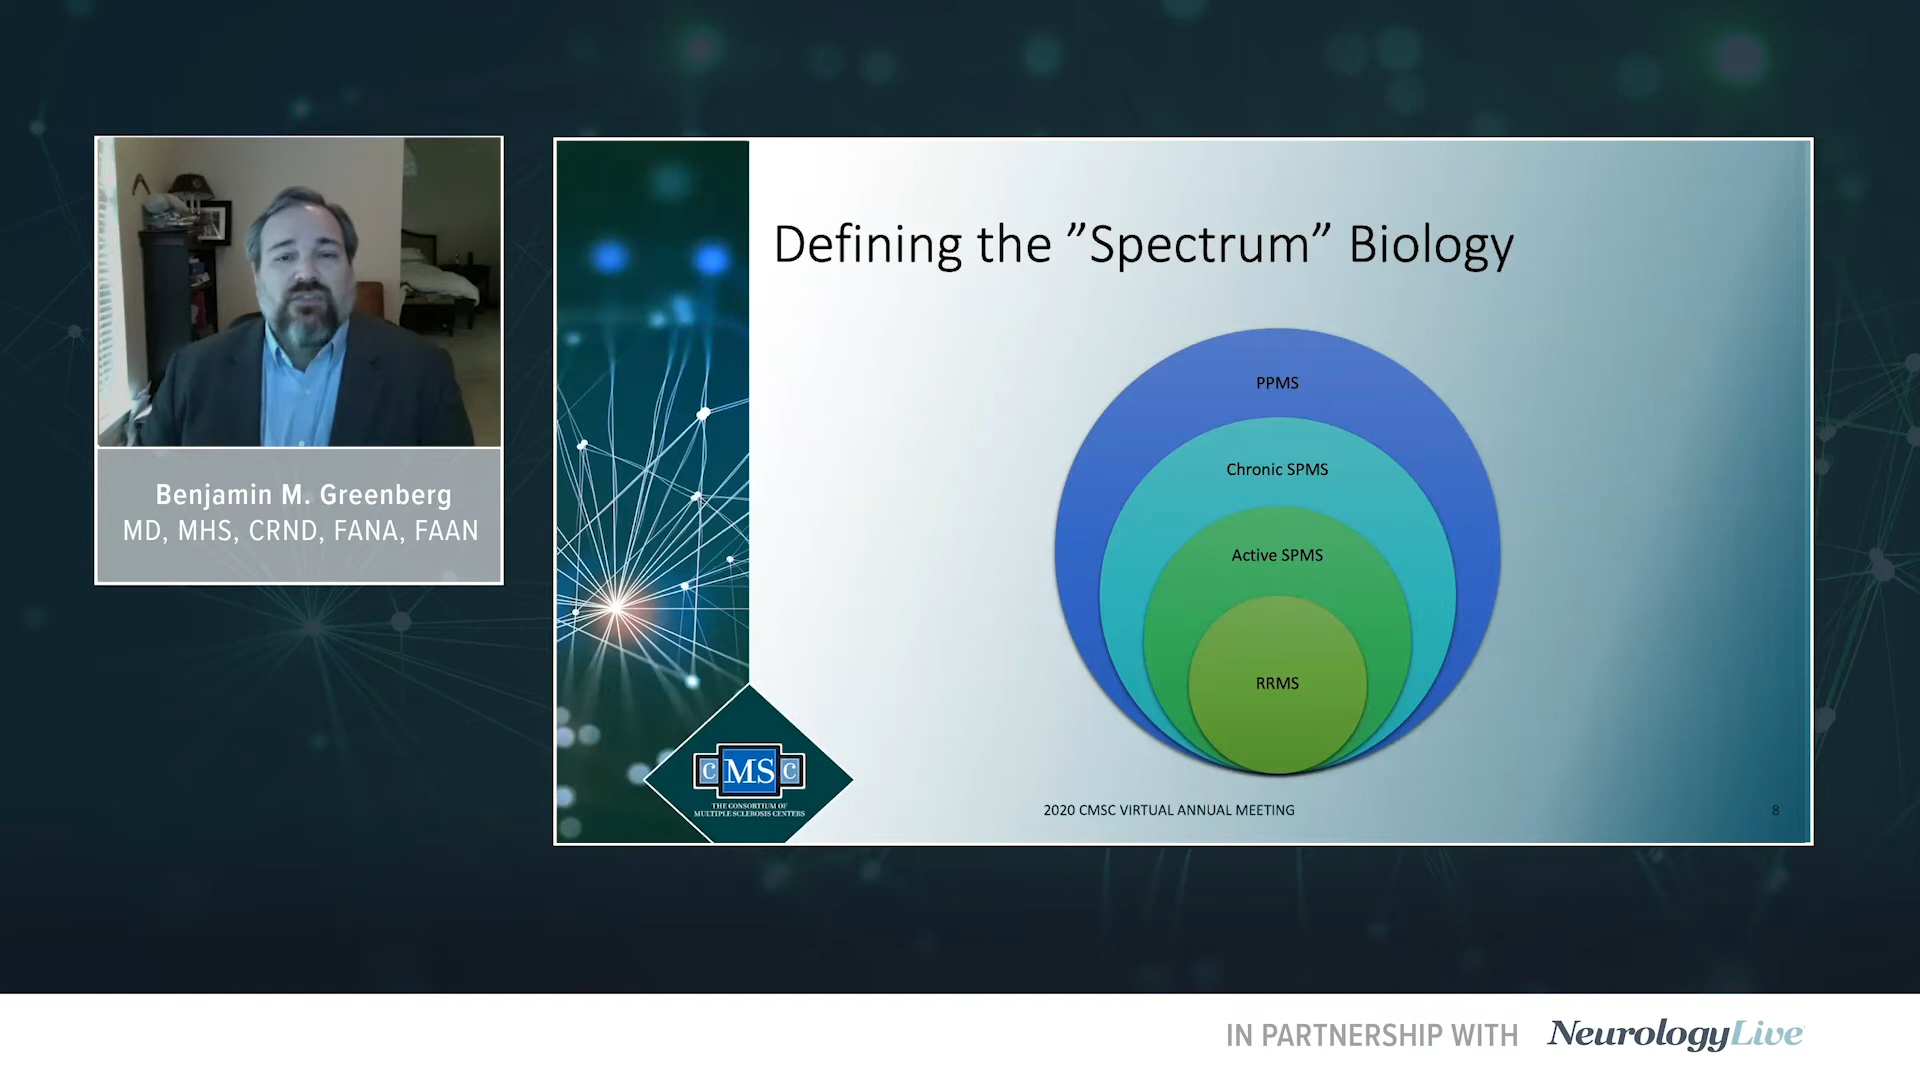 Benjamin M. Greenberg
MD, MHS, CRND, FANA, FAAN
Defining the ”Spectrum” Biology
PPMS
Chronic SPMS
Active SPMS
RRMS
C MS C
THE CONSORTIUM OF
MULTIPLE SCLEROSIS CENTERS
2020 CMSC VIRTUAL ANNUAL MEETING
8
IN PARTNERSHIP WITH NeurologyLive